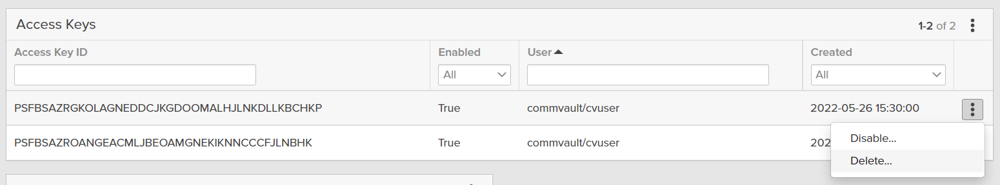 Access Keys
1-2 of 2
Access Key ID
Enabled
User
Created
All
All
PSFBSAZRGKOLAGNEDDCJKGDOOMALHJLNKDLLKBCHKP
True
commvault/cvuser
2022-05-26 15:30:00
PSFBSAZROANGEACMLJBEOAMGNEKIKNNCCCFJLNBHK
True
commvault/cvuser
202
Disable...
Delete...